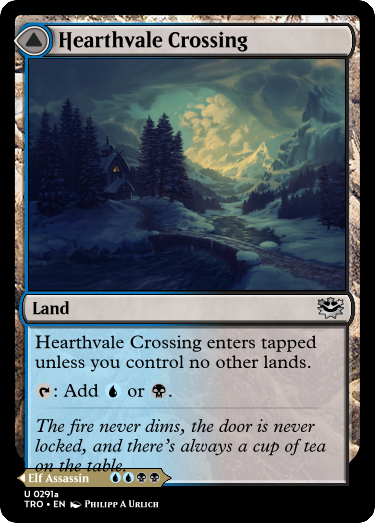 Hearthvale Crossing
Land
Hearthvale Crossing enters tapped
unless you control no other lands.
: Add or .
The fire never dims, the door is never
locked, and there's always a cup of tea
on the table.
Elf Assassin
U 0291a
TRO • EN Philipp A Urlich